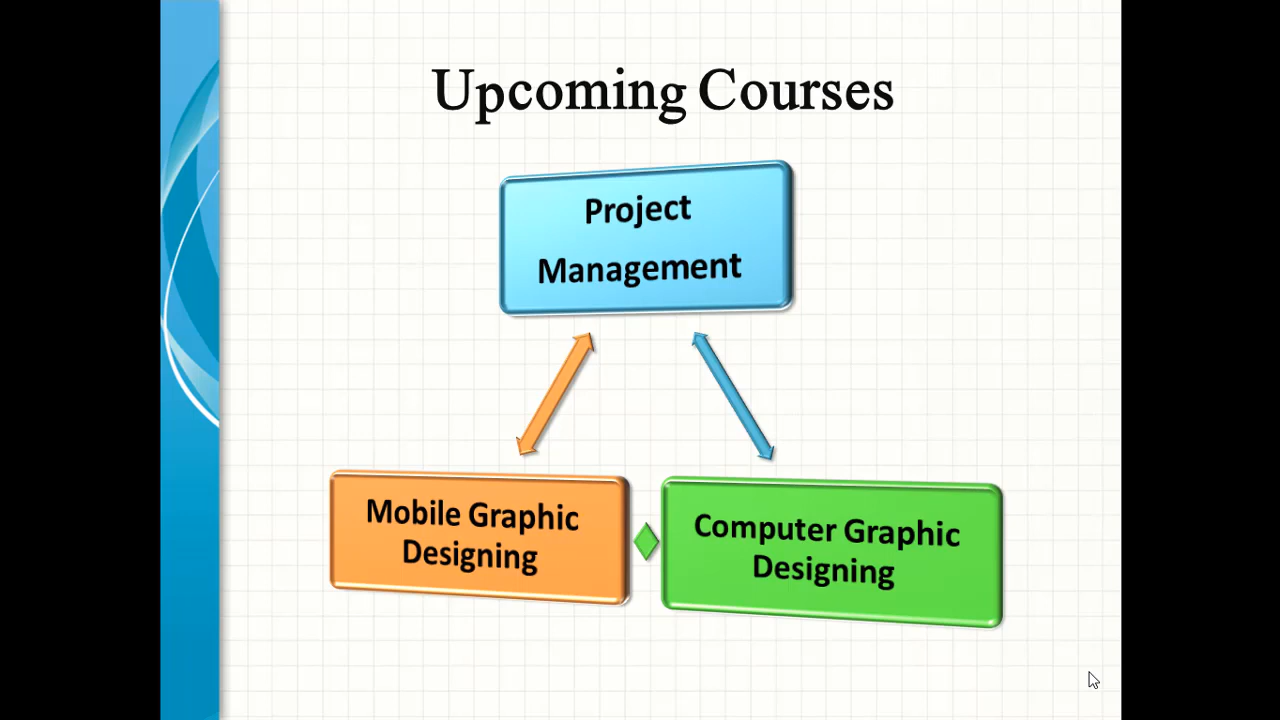 Upcoming Courses
Project
Management
Mobile Graphic
Designing
Computer Graphic
Designing